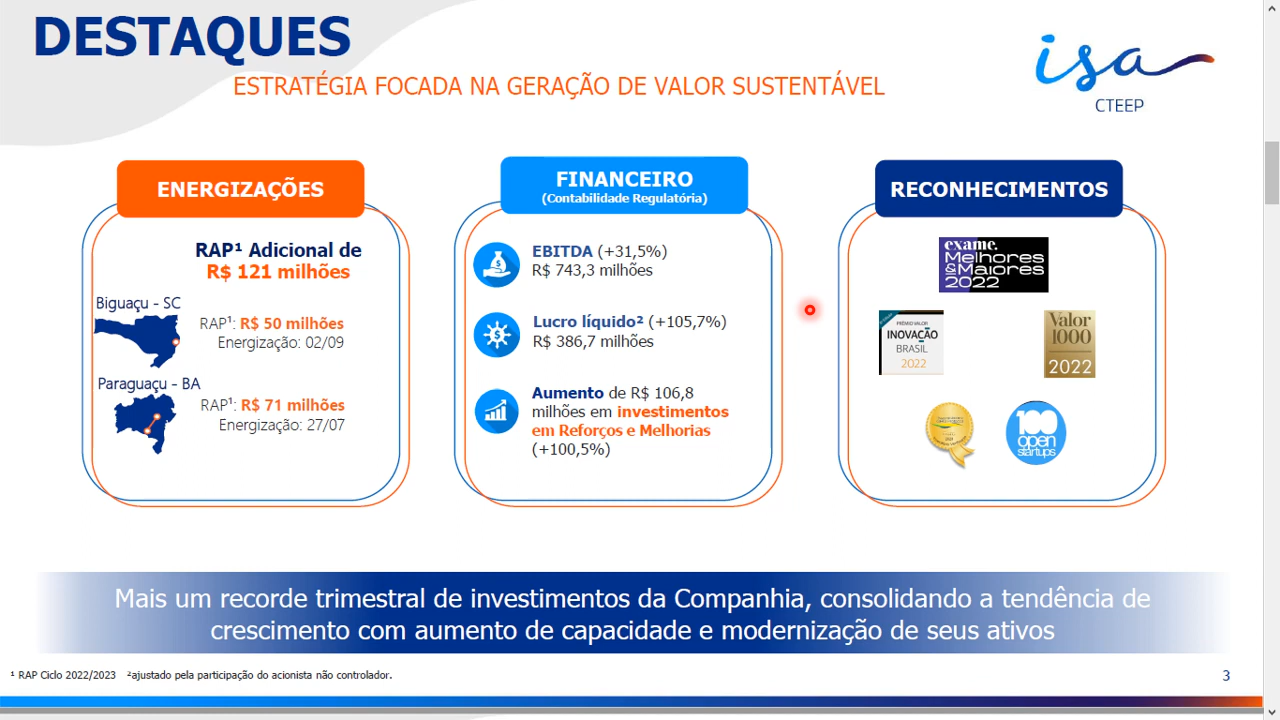 DESTAQUES
ESTRATÉGIA FOCADA NA GERAÇÃO DE VALOR SUSTENTÁVEL
isa
CTEEP
ENERGIZAÇÕES
RAP¹ Adicional de
R$ 121 milhões
Biguaçu - SC
RAP¹: R$ 50 milhões
Energização: 02/09
Paraguaçu - BA
RAP¹: R$ 71 milhões
Energização: 27/07
FINANCEIRO
(Contabilidade Regulatória)
EBITDA (+31,5%)
R$ 743,3 milhões
Lucro líquido² (+105,7%)
R$ 386,7 milhões
Aumento de R$ 106,8
milhões em investimentos
em Reforços e Melhorias
(+100,5%)
RECONHECIMENTOS
exame.
Melhores
&Maiores
2022
PRÊMIO VALOR
INOVAÇÃO
BRASIL
2022
Valor
1000
2022
100
open
startups
Mais um recorde trimestral de investimentos da Companhia, consolidando a tendência de
crescimento com aumento de capacidade e modernização de seus ativos
¹ RAP Ciclo 2022/2023 ²ajustado pela participação do acionista não controlador.
3